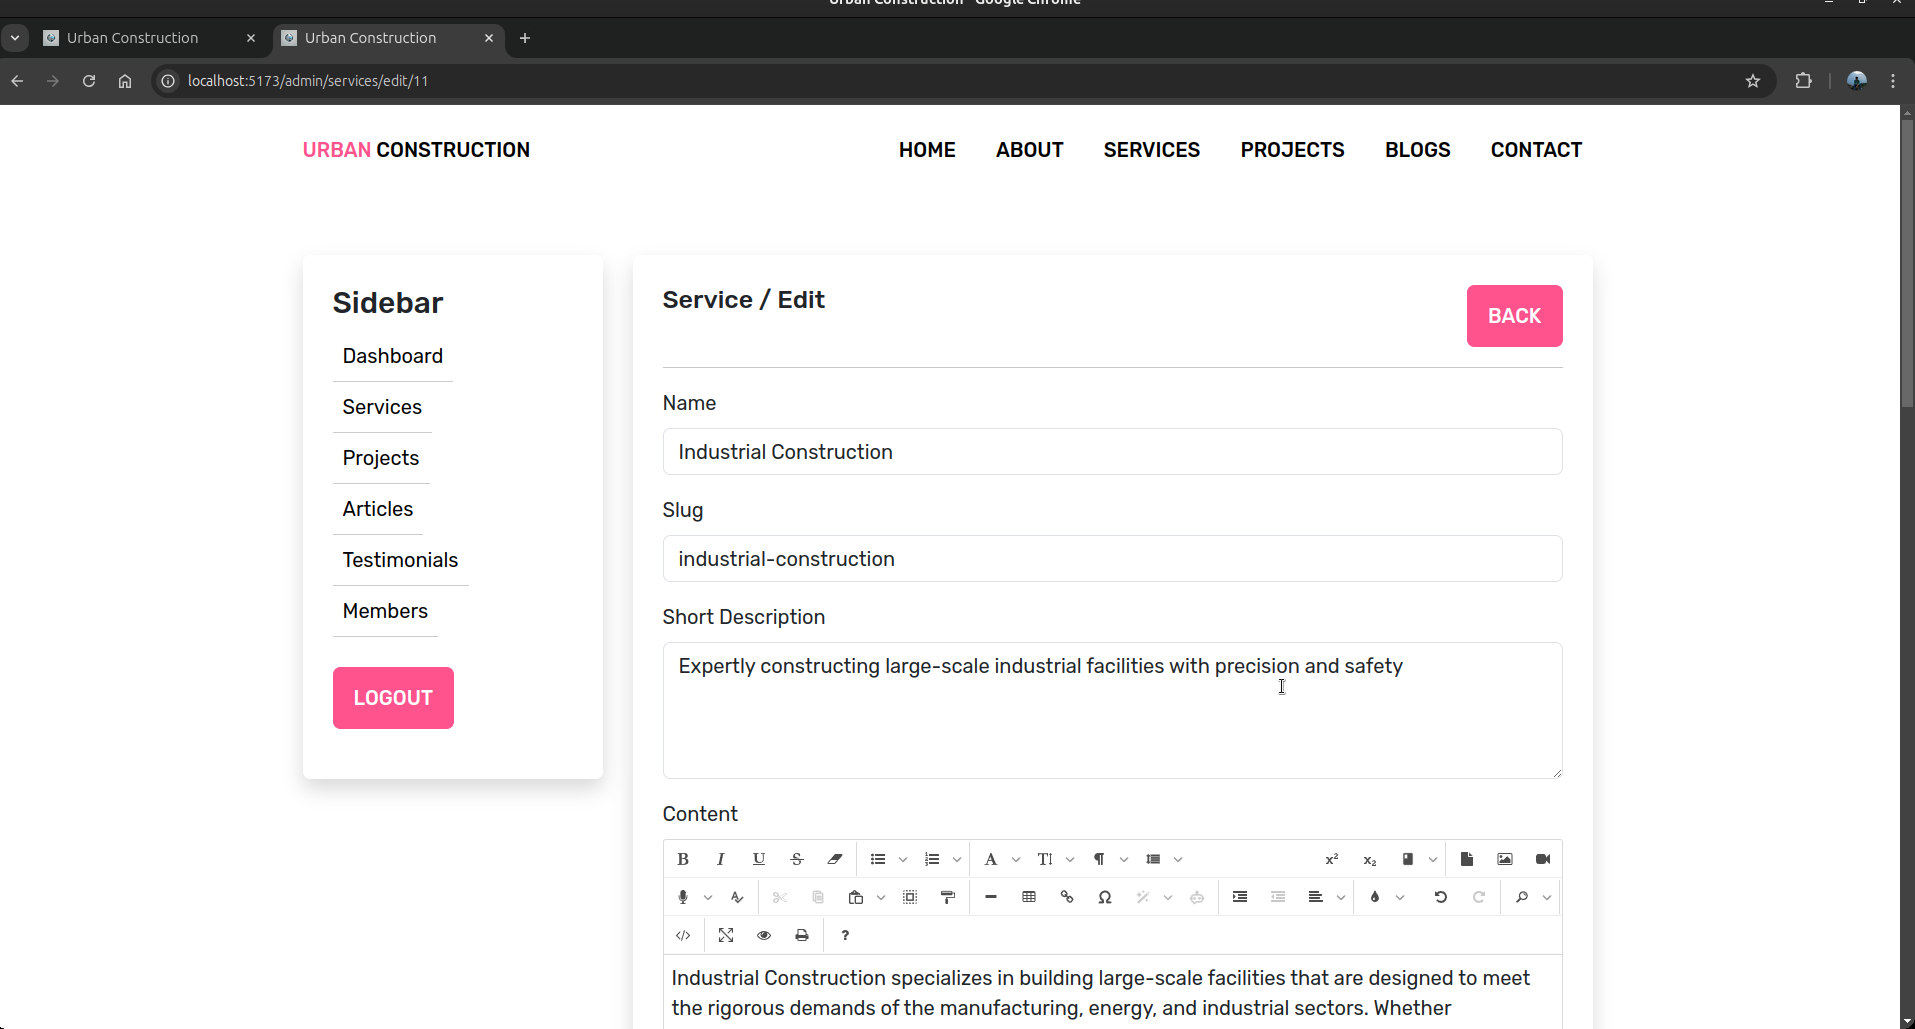 Urban Construction - Google Chrome
Urban Construction
Urban Construction
localhost:5173/admin/services/edit/11
URBAN CONSTRUCTION
HOME ABOUT SERVICES PROJECTS BLOGS CONTACT
Sidebar
Dashboard
Services
Projects
Articles
Testimonials
Members
LOGOUT
Service / Edit
BACK
Name
Industrial Construction
Slug
industrial-construction
Short Description
Expertly constructing large-scale industrial facilities with precision and safety
Content
Industrial Construction specializes in building large-scale facilities that are designed to meet
the rigorous demands of the manufacturing, energy, and industrial sectors. Whether